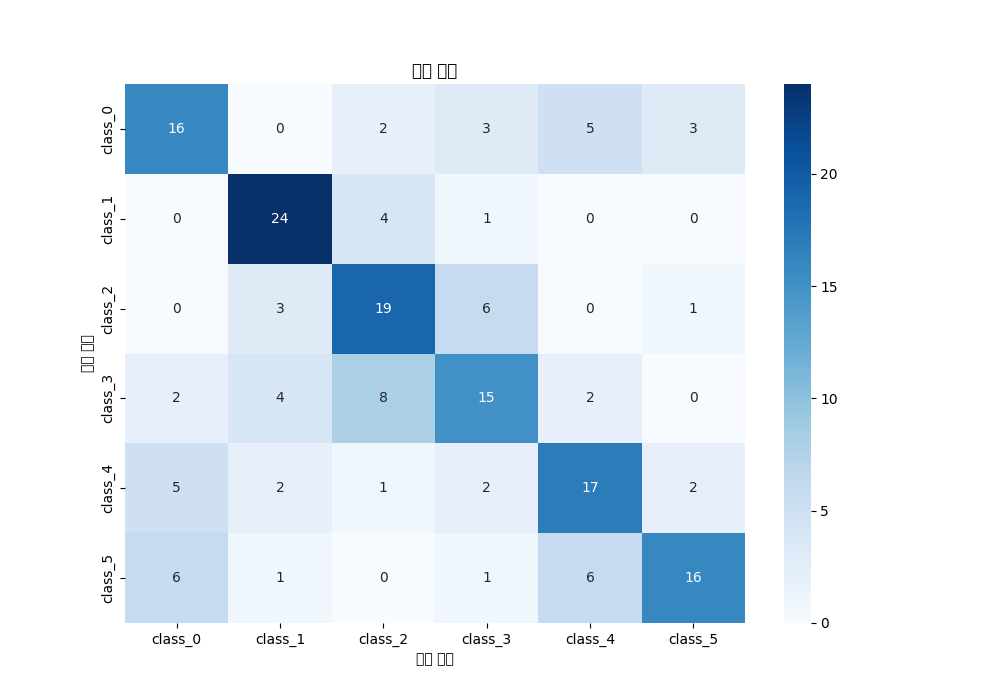 class_0 16 0 2 3 5 3
class_1 0 24 4 1 0 0
class_2 0 3 19 6 0 1
class_3 2 4 8 15 2 0
class_4 5 2 1 2 17 2
class_5 6 1 0 1 6 16
class_0 class_1 class_2 class_3 class_4 class_5
20
15
10
5
0